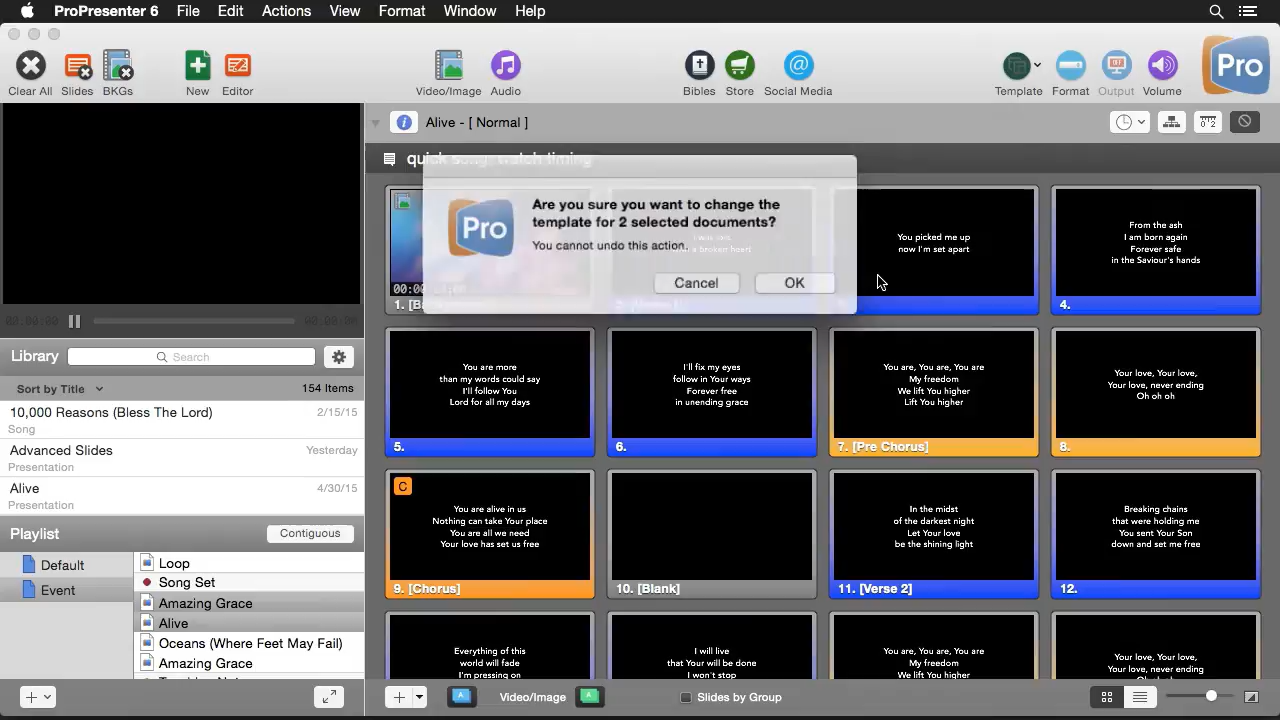 ProPresenter 6 File Edit Actions View Format Window Help
Clear All Slides BKGs New Editor Video/Image Audio Bibles Store Social Media Template Format Output Volume Pro
Alive - [ Normal ]
Are you sure you want to change the
template for 2 selected documents?
You cannot undo this action.
Cancel OK
Pro
You picked me up
now I'm set apart
From the ash
I am born again
Forever safe
in the Saviour's hands
4.
Library Search
Sort by Title 154 Items
10,000 Reasons (Bless The Lord) 2/15/15
Song
Advanced Slides Yesterday
Presentation
Alive 4/30/15
Presentation
Playlist Contiguous
Default
Event
Loop
Song Set
Amazing Grace
Alive
Oceans (Where Feet May Fail)
Amazing Grace
You are more
than my words could say
I'll follow You
Lord for all my days
5.
I'll fix my eyes
follow in Your ways
Forever free
in unending grace
6.
You are, You are, You are
My freedom
We lift You higher
Lift You higher
7. [Pre Chorus]
Your love, Your love,
Your love, never ending
Oh oh oh
8.
C
You are alive in us
Nothing can take Your place
You are all we need
Your love has set us free
9. [Chorus]
10. [Blank]
In the midst
of the darkest night
Let Your love
be the shining light
11. [Verse 2]
Breaking chains
that were holding me
You sent Your Son
down and set me free
12.
Everything of this
world will fade
I'm pressing on
I will live
that Your will be done
I won't stop
You are, You are, You are
My freedom
We lift You higher
Your love, Your love,
Your love, never ending
Video/Image Slides by Group